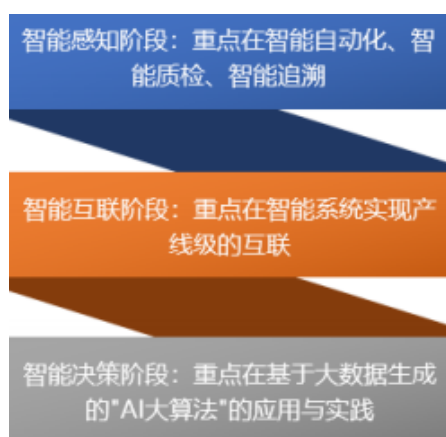 智能感知阶段：重点在智能自动化、智
能质检、智能追溯
智能互联阶段：重点在智能系统实现产
线级的互联
智能决策阶段：重点在基于大数据生成
的"AI大算法"的应用与实践